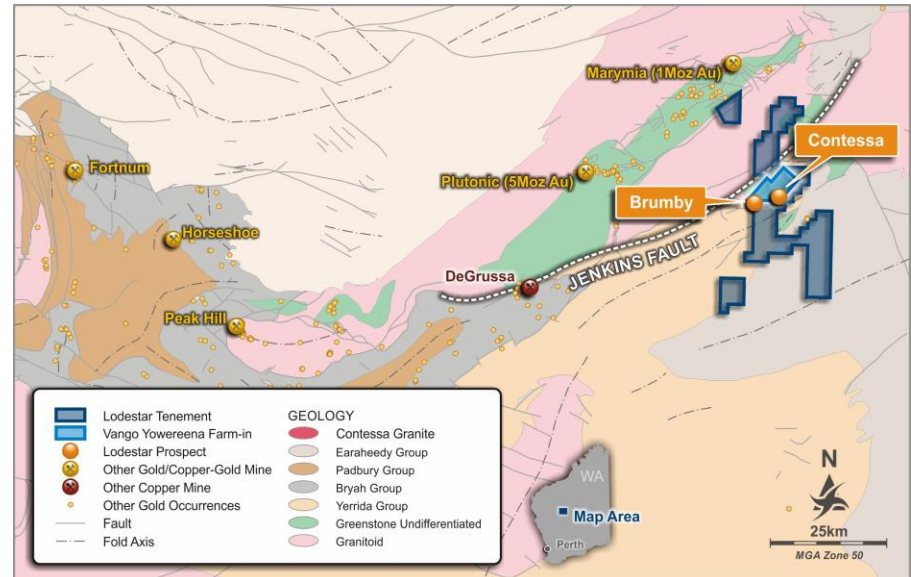 Marymia (1Moz Au)
Contessa
Fortnum
Plutonic (5Moz Au)
Brumby
Horseshoe
DeGrussa
JENKINS FAULT
Peak Hill
Lodestar Tenement
Vango Yowereena Farm-in
Lodestar Prospect
Other Gold/Copper-Gold Mine
Other Copper Mine
Other Gold Occurrences
Fault
Fold Axis
GEOLOGY
Contessa Granite
Earaheedy Group
Padbury Group
Bryah Group
Yerrida Group
Greenstone Undifferentiated
Granitoid
WA
Map Area
Perth
N
25km
MGA Zone 50